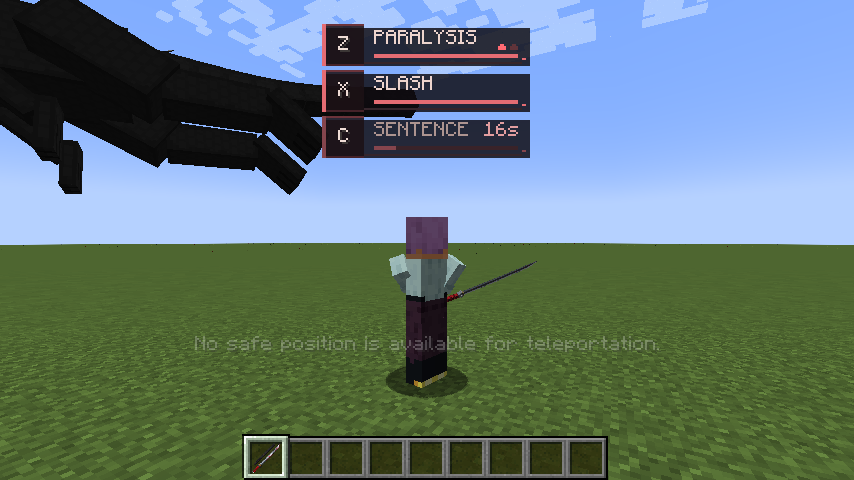 Z PARALYSIS
X SLASH
C SENTENCE 16s
No safe position is available for teleportation.